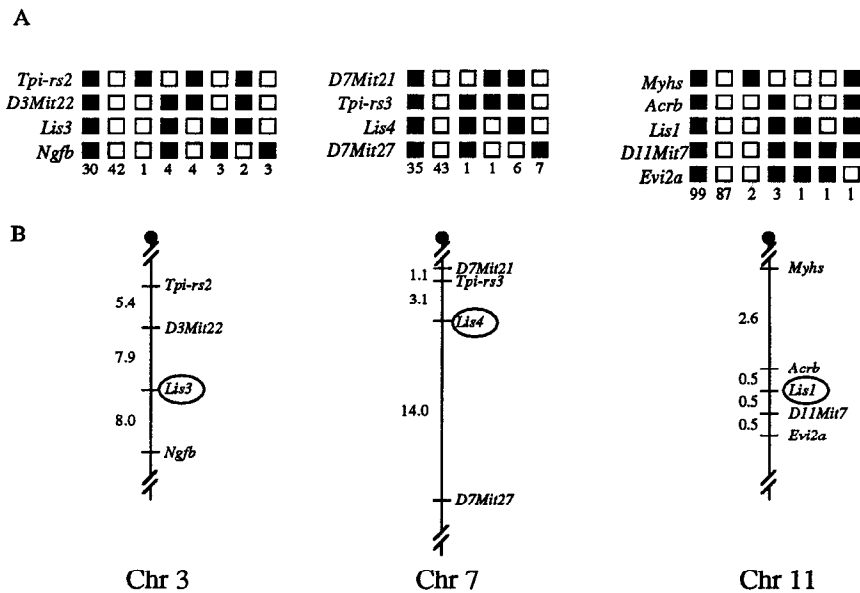 A
Tpi-rs2
D3Mit22
Lis3
Ngfb
30 42 1 4 4 3 2 3
D7Mit21
Tpi-rs3
Lis4
D7Mit27
35 43 1 1 6 7
Myhs
Acrb
Lis1
D11Mit7
Evi2a
99 87 2 3 1 1 1
B
Tpi-rs2
5.4
D3Mit22
7.9
Lis3
8.0
Ngfb
Chr 3
D7Mit21
1.1
Tpi-rs3
3.1
Lis4
14.0
D7Mit27
Chr 7
Myhs
2.6
Acrb
0.5
Lis1
0.5
D11Mit7
0.5
Evi2a
Chr 11